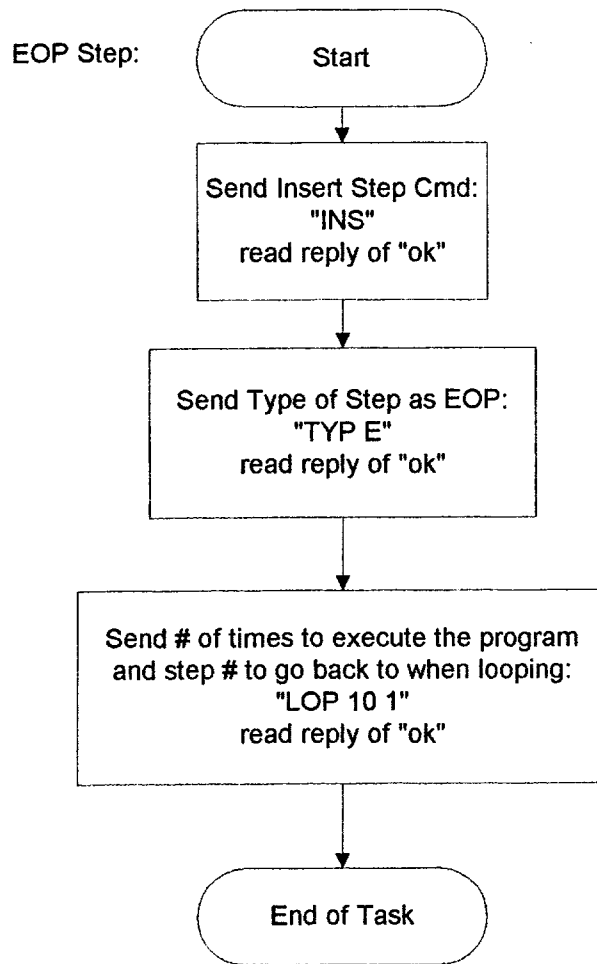 EOP Step:
Start
Send Insert Step Cmd:
"INS"
read reply of "ok"
Send Type of Step as EOP:
"TYP E"
read reply of "ok"
Send # of times to execute the program
and step # to go back to when looping:
"LOP 10 1"
read reply of "ok"
End of Task